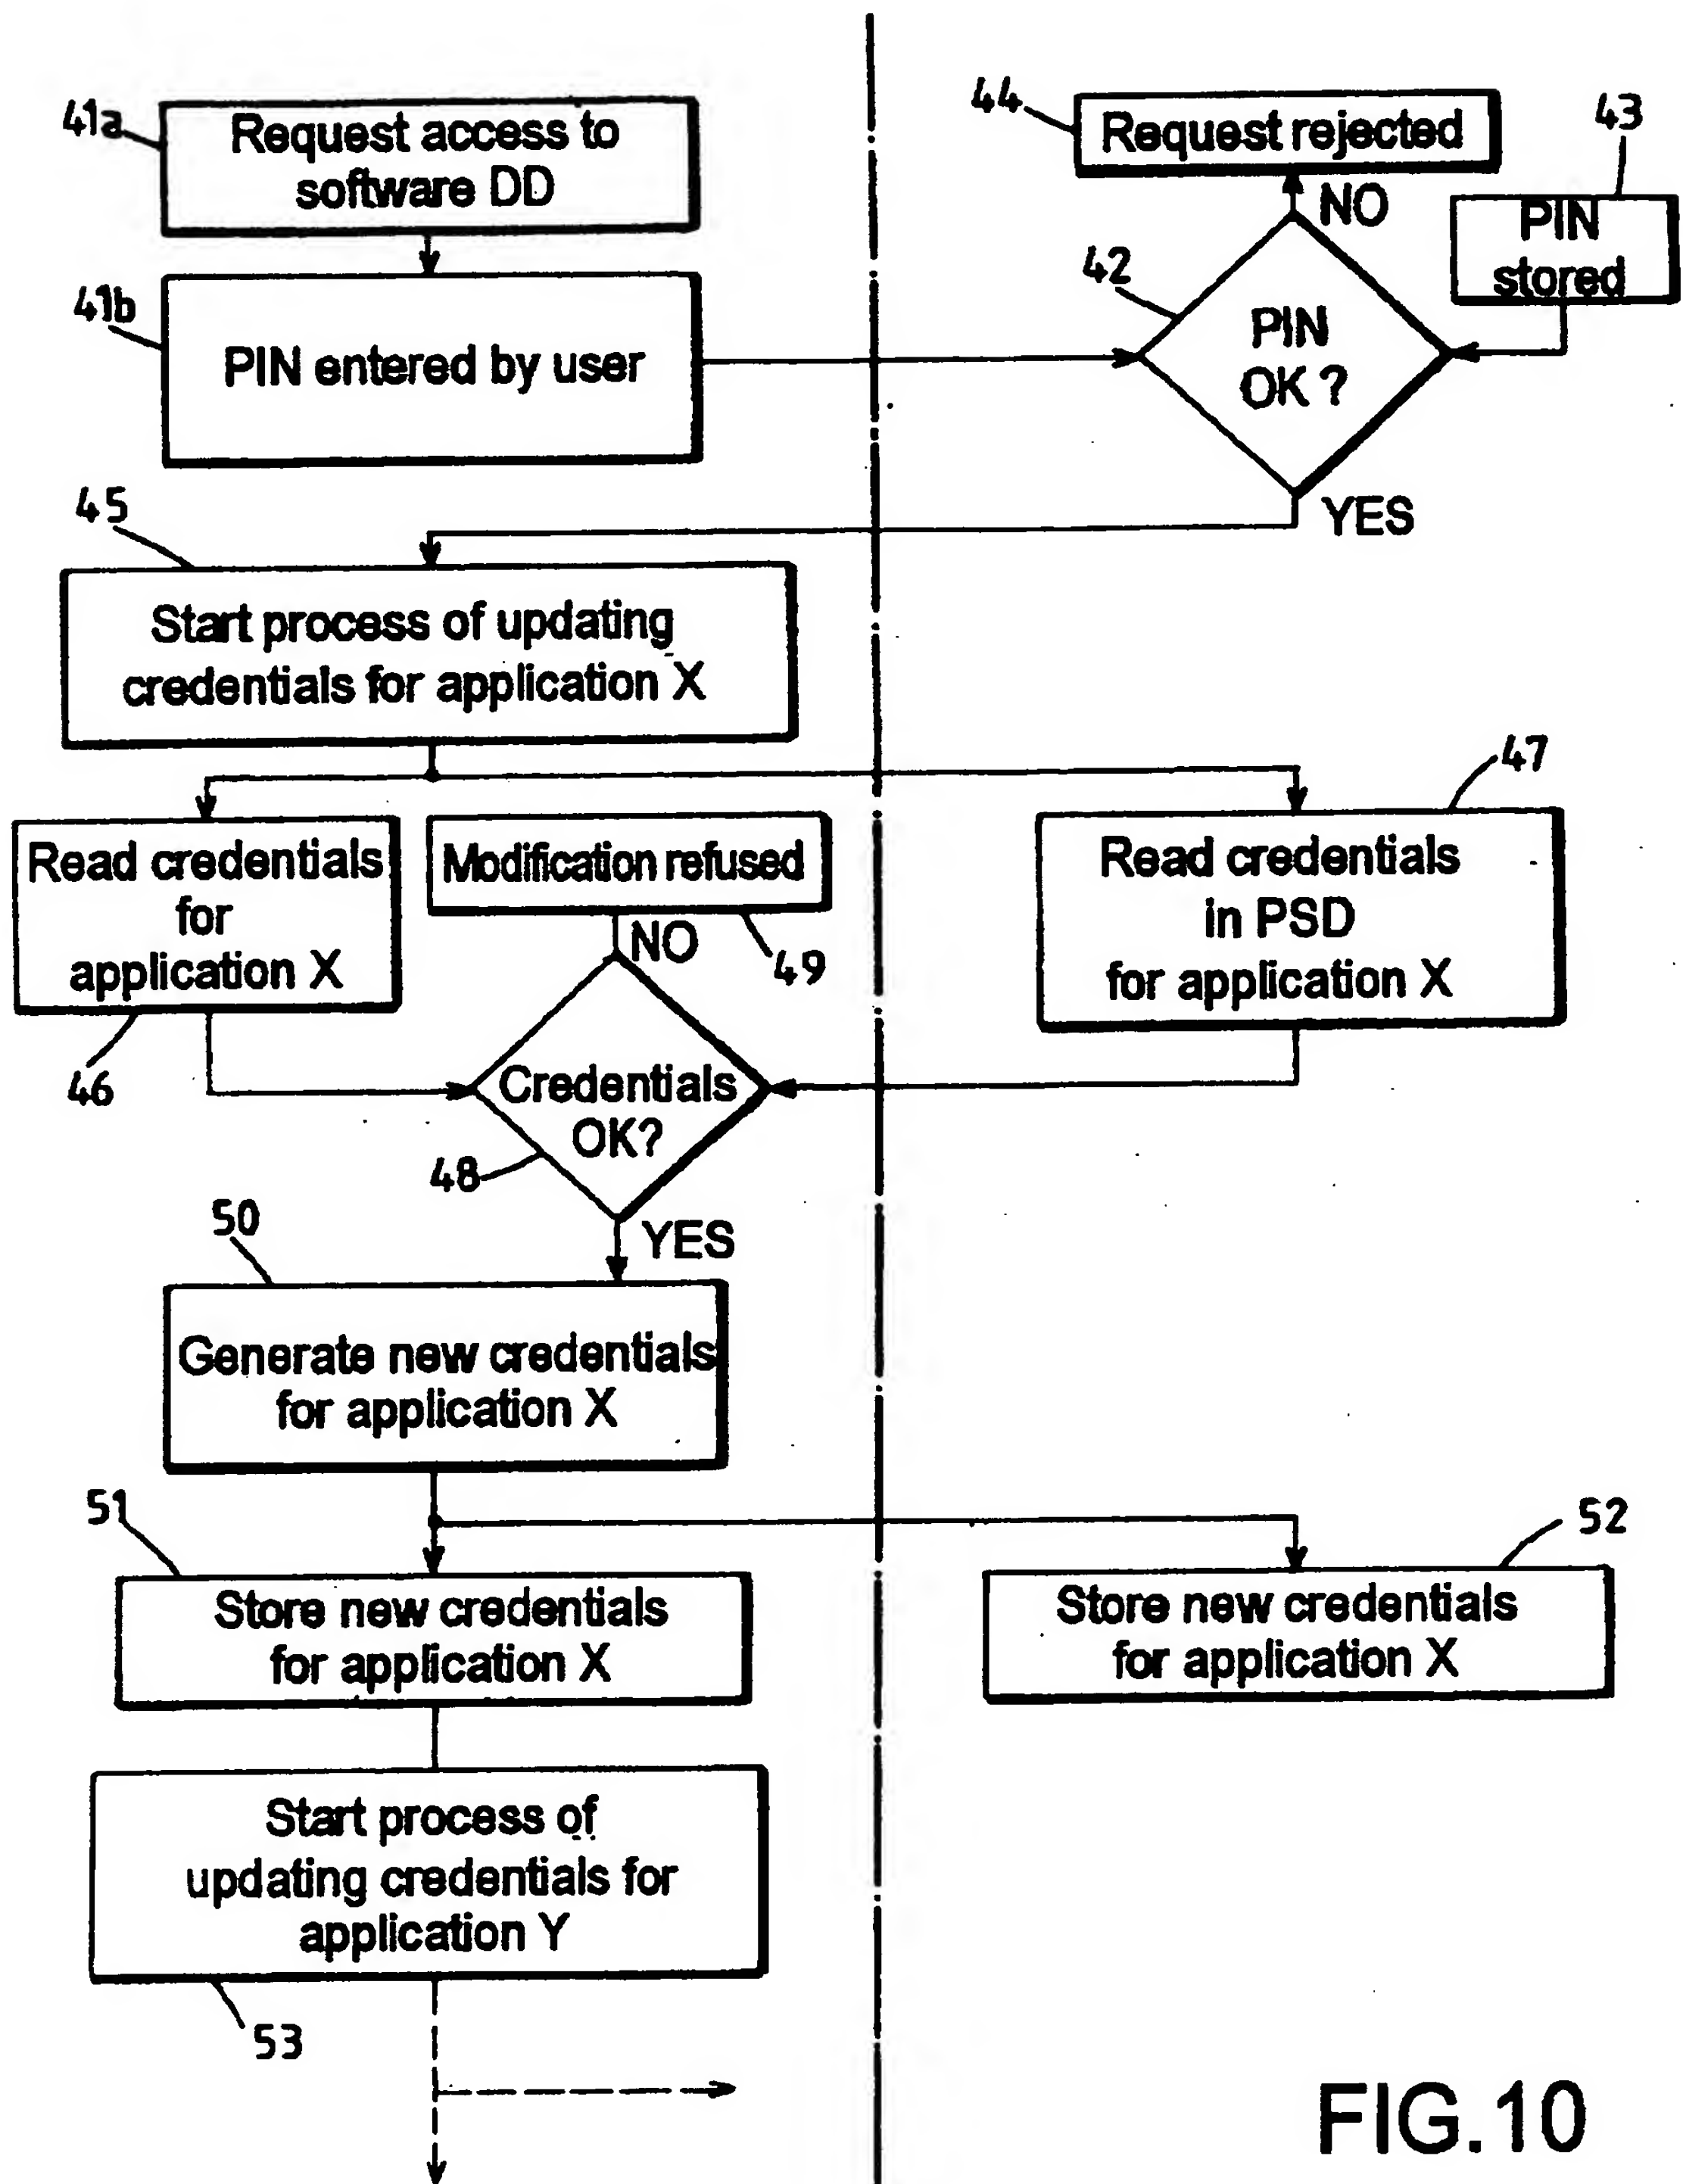 41a
Request access to
software DD
44
Request rejected
43
NO
PIN
stored
41b
PIN entered by user
42
PIN
OK ?
YES
45
Start process of updating
credentials for application X
47
Read credentials
for
application X
46
Modification refused
NO
49
Read credentials
in PSD
for application X
Credentials
OK?
48
YES
50
Generate new credentials
for application X
51
Store new credentials
for application X
52
Store new credentials
for application X
Start process of
updating credentials for
application Y
53
FIG.10